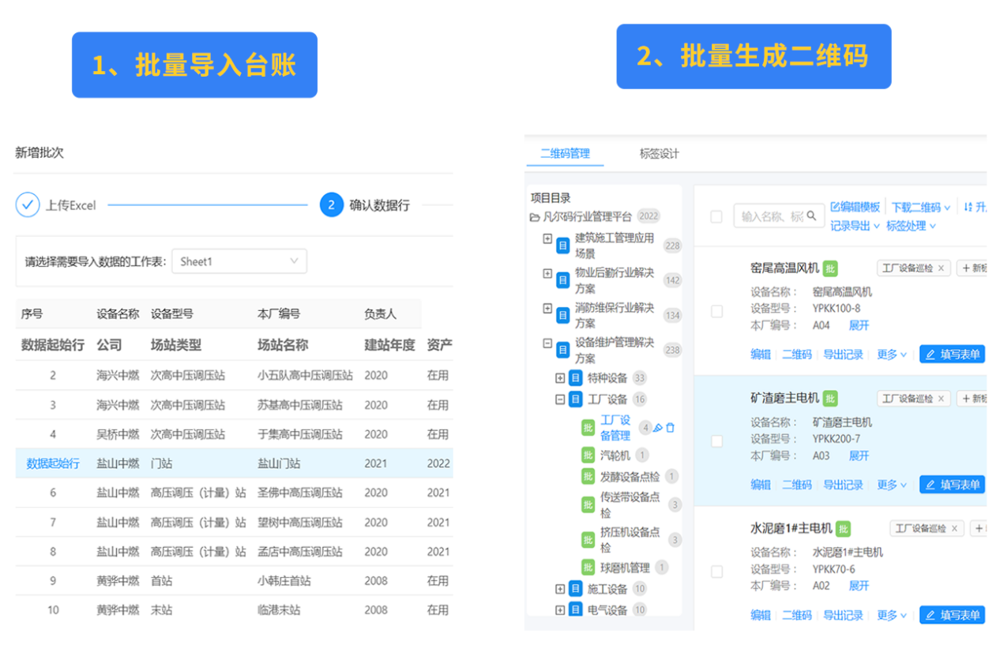 1、批量导入台账
2、批量生成二维码
新增批次
上传Excel
2 确认数据行
请选择需要导入数据的工作表: Sheet1
序号 设备名称 设备型号 本厂编号 负责人
数据起始行 公司 场站类型 场站名称 建站年度 资产
2 海兴中燃 次高中压调压站 小五队高中压调压站 2020 在用
3 海兴中燃 次高中压调压站 苏基高中压调压站 2020 在用
4 吴桥中燃 次高中压调压站 于集高中压调压站 2020 在用
数据起始行 盐山中燃 门站 盐山门站 2021 2022
6 盐山中燃 高压调压（计量）站 圣佛中高压调压站 2020 2021
7 盐山中燃 高压调压（计量）站 望树中高压调压站 2020 2021
8 盐山中燃 高压调压（计量）站 孟店中高压调压站 2020 2021
9 黄骅中燃 首站 小韩庄首站 2008 在用
10 黄骅中燃 末站 临港末站 2008 在用
二维码管理 标签设计
项目目录
凡尔码行业管理平台 2022
目 建筑施工管理应用
场景 228
目 物业后勤行业解决
方案 142
目 消防维保行业解决
方案 134
目 设备维护管理解决
方案 238
目 特种设备 33
目 工厂设备 16
批 工厂设
备管理 4
批 汽轮机 1
批 发酵设备点检 1
批 传送带设备点
检 3
批 挤压机设备点
检 3
批 球磨机管理 1
目 施工设备 10
目 电气设备 10
输入名称、标
编辑模板 下载二维码 升
记录导出 标签处理
窑尾高温风机 批 工厂设备巡检 × + 新标
设备名称： 窑尾高温风机
设备型号： YPKK100-8
本厂编号： A04 展开
编辑 二维码 导出记录 更多 填写表单
矿渣磨主电机 批 工厂设备巡检 × + 新标
设备名称： 矿渣磨主电机
设备型号： YPKK200-7
本厂编号： A03 展开
编辑 二维码 导出记录 更多 填写表单
水泥磨1#主电机 批 工厂设备巡检 × +
设备名称： 水泥磨1#主电机
设备型号： YPKK70-6
本厂编号： A02 展开
编辑 二维码 导出记录 更多 填写表单